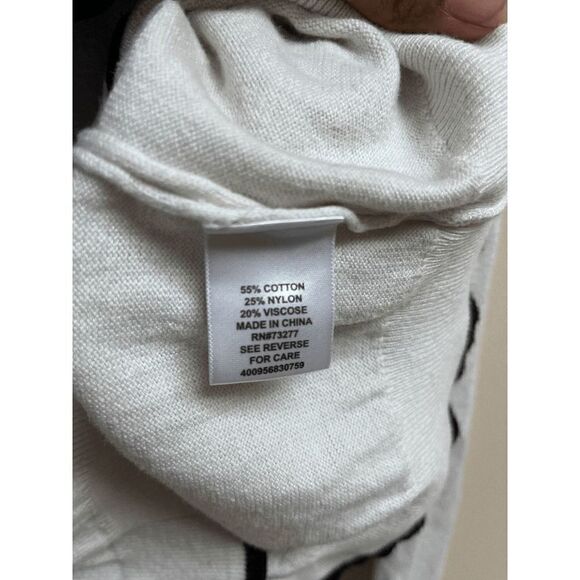 55% COTTON
25% NYLON
20% VISCOSE
MADE IN CHINA
RN#73277
SEE REVERSE
FOR CARE
400956830759